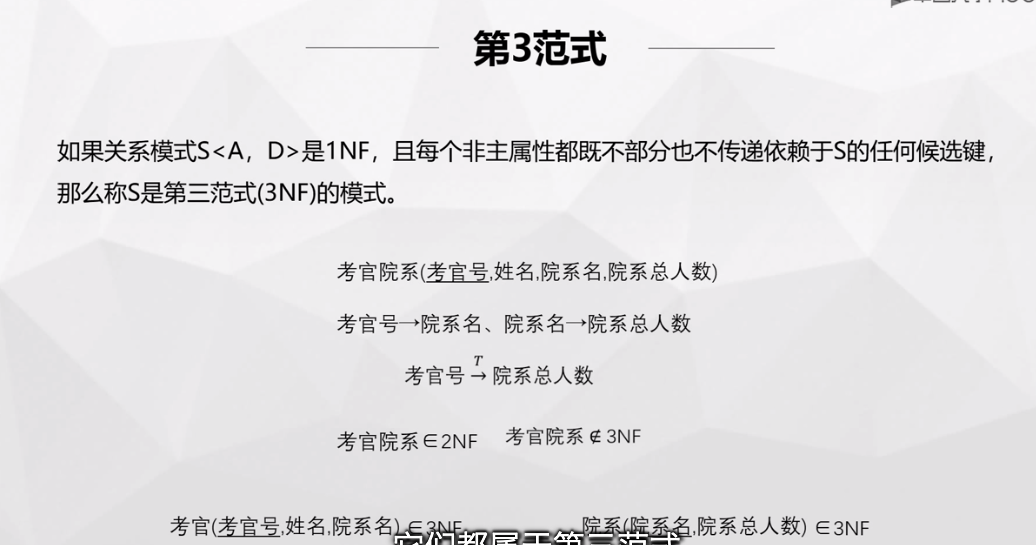 第3范式
如果关系模式S<A，D>是1NF，且每个非主属性都既不部分也不传递依赖于S的任何候选键，
那么称S是第三范式(3NF)的模式。
考官院系(考官号,姓名,院系名,院系总人数)
考官号→院系名、院系名→院系总人数
考官号 T→ 院系总人数
考官院系∈2NF 考官院系∉3NF
考官(考官号,姓名,院系名)∈3NF 院系(院系名,院系总人数) ∈3NF
它们都属于第三范式